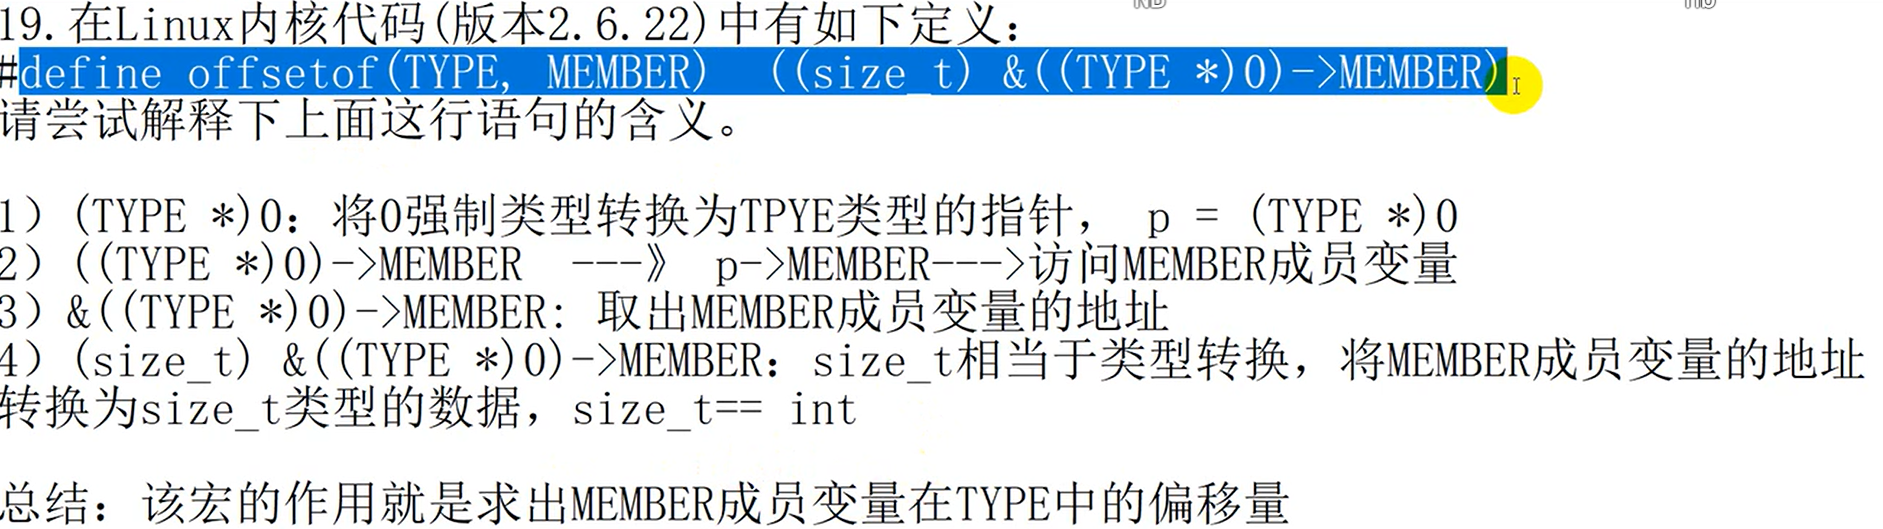 19.在Linux内核代码(版本2.6.22)中有如下定义：
#define offsetof(TYPE, MEMBER)  ((size_t) &((TYPE *)0)->MEMBER)
请尝试解释下上面这行语句的含义。
1) (TYPE *)0：将0强制类型转换为TPYE类型的指针， p = (TYPE *)0
2) ((TYPE *)0)->MEMBER  ---》 p->MEMBER--->访问MEMBER成员变量
3) &((TYPE *)0)->MEMBER: 取出MEMBER成员变量的地址
4) (size_t) &((TYPE *)0)->MEMBER：size_t相当于类型转换，将MEMBER成员变量的地址
转换为size_t类型的数据，size_t== int
总结：该宏的作用就是求出MEMBER成员变量在TYPE中的偏移量